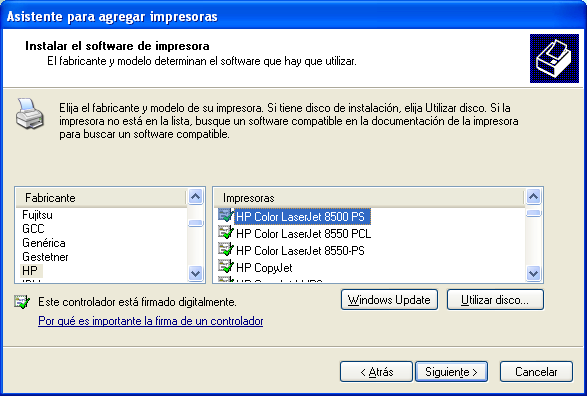 Asistente para agregar impresoras
Instalar el software de impresora
El fabricante y modelo determinan el software que hay que utilizar.
Elija el fabricante y modelo de su impresora. Si tiene disco de instalación, elija Utilizar disco. Si la
impresora no está en la lista, busque un software compatible en la documentación de la impresora
para buscar un software compatible.
Fabricante
Fujitsu
GCC
Genérica
Gestetner
HP
Impresoras
HP Color LaserJet 8500 PS
HP Color LaserJet 8550 PCL
HP Color LaserJet 8550-PS
HP CopyJet
Este controlador está firmado digitalmente.
Por qué es importante la firma de un controlador
Windows Update
Utilizar disco...
< Atrás
Siguiente >
Cancelar